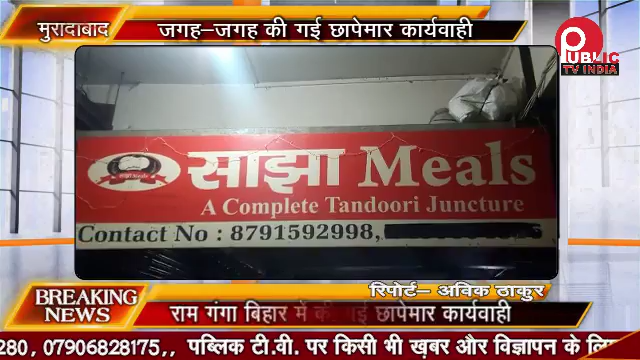 मुरादाबाद
जगह-जगह की गई छापेमार कार्यवाही
PUBLIC
TV INDIA
साझा Meals
A Complete Tandoori Juncture
Contact No : 8791592998,
रिपोर्ट- अविक ठाकुर
BREAKING NEWS
राम गंगा बिहार में की गई छापेमार कार्यवाही
280, 07906828175,, पब्लिक टी.वी. पर किसी भी खबर और विज्ञापन के लि